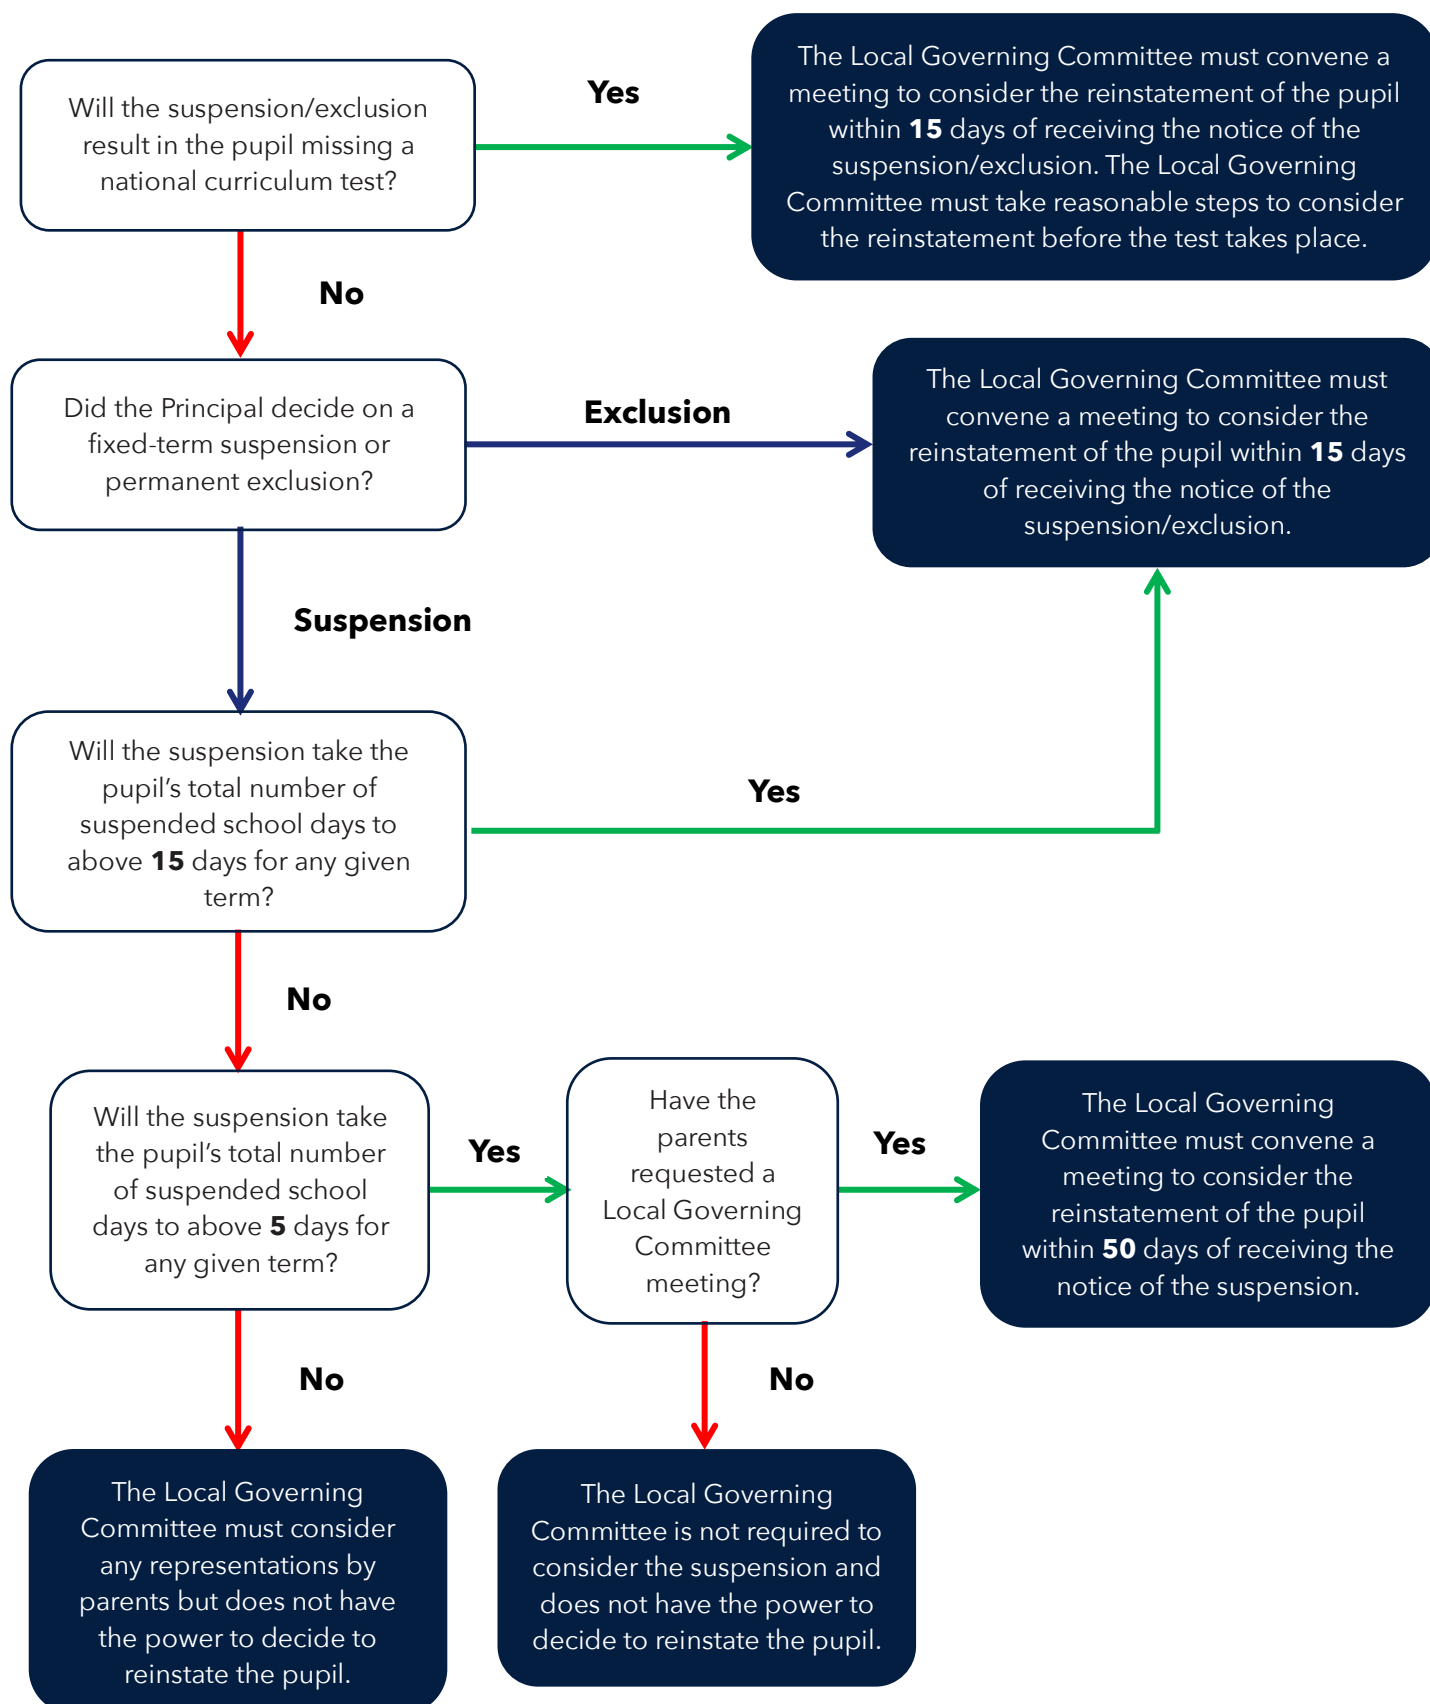 Will the suspension/exclusion
result in the pupil missing a
national curriculum test?
Yes
The Local Governing Committee must convene a
meeting to consider the reinstatement of the pupil
within 15 days of receiving the notice of the
suspension/exclusion. The Local Governing
Committee must take reasonable steps to consider
the reinstatement before the test takes place.
No
Did the Principal decide on a
fixed-term suspension or
permanent exclusion?
Exclusion
The Local Governing Committee must
convene a meeting to consider the
reinstatement of the pupil within 15 days
of receiving the notice of the
suspension/exclusion.
Suspension
Will the suspension take the
pupil’s total number of
suspended school days to
above 15 days for any given
term?
Yes
No
Will the suspension take
the pupil’s total number
of suspended school
days to above 5 days for
any given term?
Yes
Have the
parents
requested a
Local Governing
Committee
meeting?
Yes
The Local Governing
Committee must convene a
meeting to consider the
reinstatement of the pupil
within 50 days of receiving the
notice of the suspension.
No
No
The Local Governing
Committee must consider
any representations by
parents but does not have
the power to decide to
reinstate the pupil.
The Local Governing
Committee is not required to
consider the suspension and
does not have the power to
decide to reinstate the pupil.